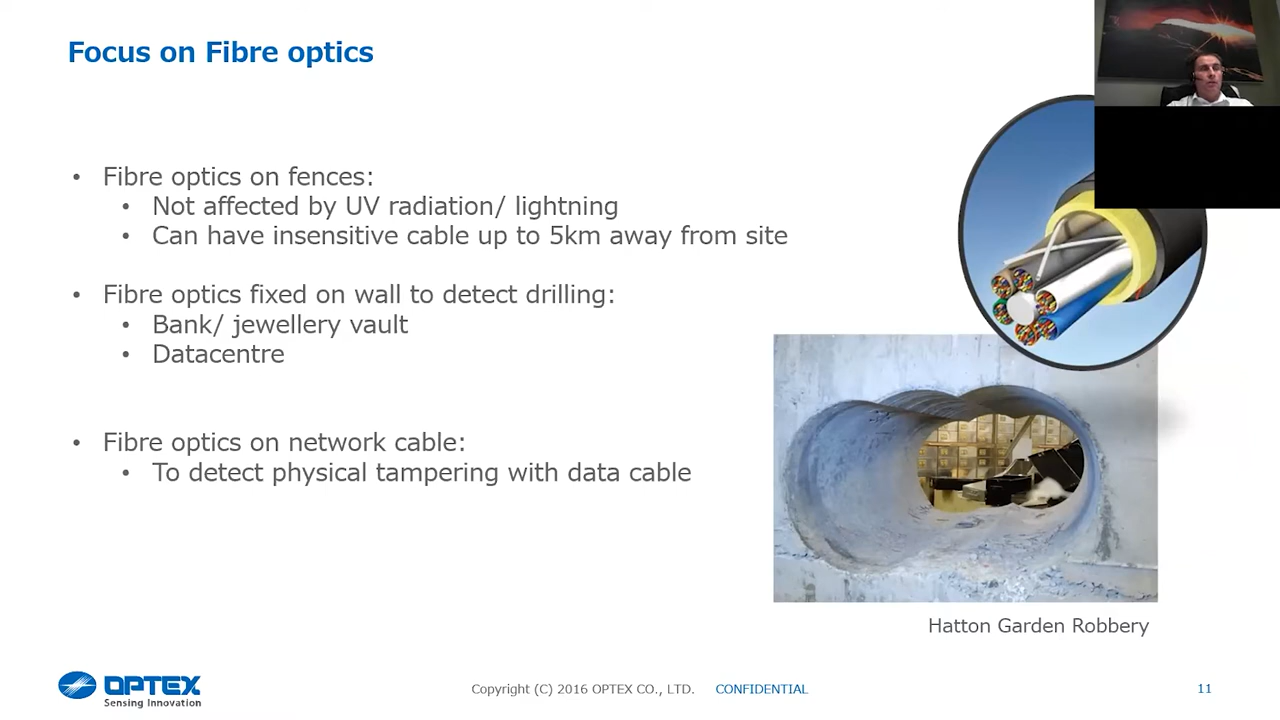 Focus on Fibre optics
• Fibre optics on fences:
• Not affected by UV radiation/ lightning
• Can have insensitive cable up to 5km away from site
• Fibre optics fixed on wall to detect drilling:
• Bank/ jewellery vault
• Datacentre
• Fibre optics on network cable:
• To detect physical tampering with data cable
Hatton Garden Robbery
OPTEX
Sensing Innovation
Copyright (C) 2016 OPTEX CO., LTD. CONFIDENTIAL
11